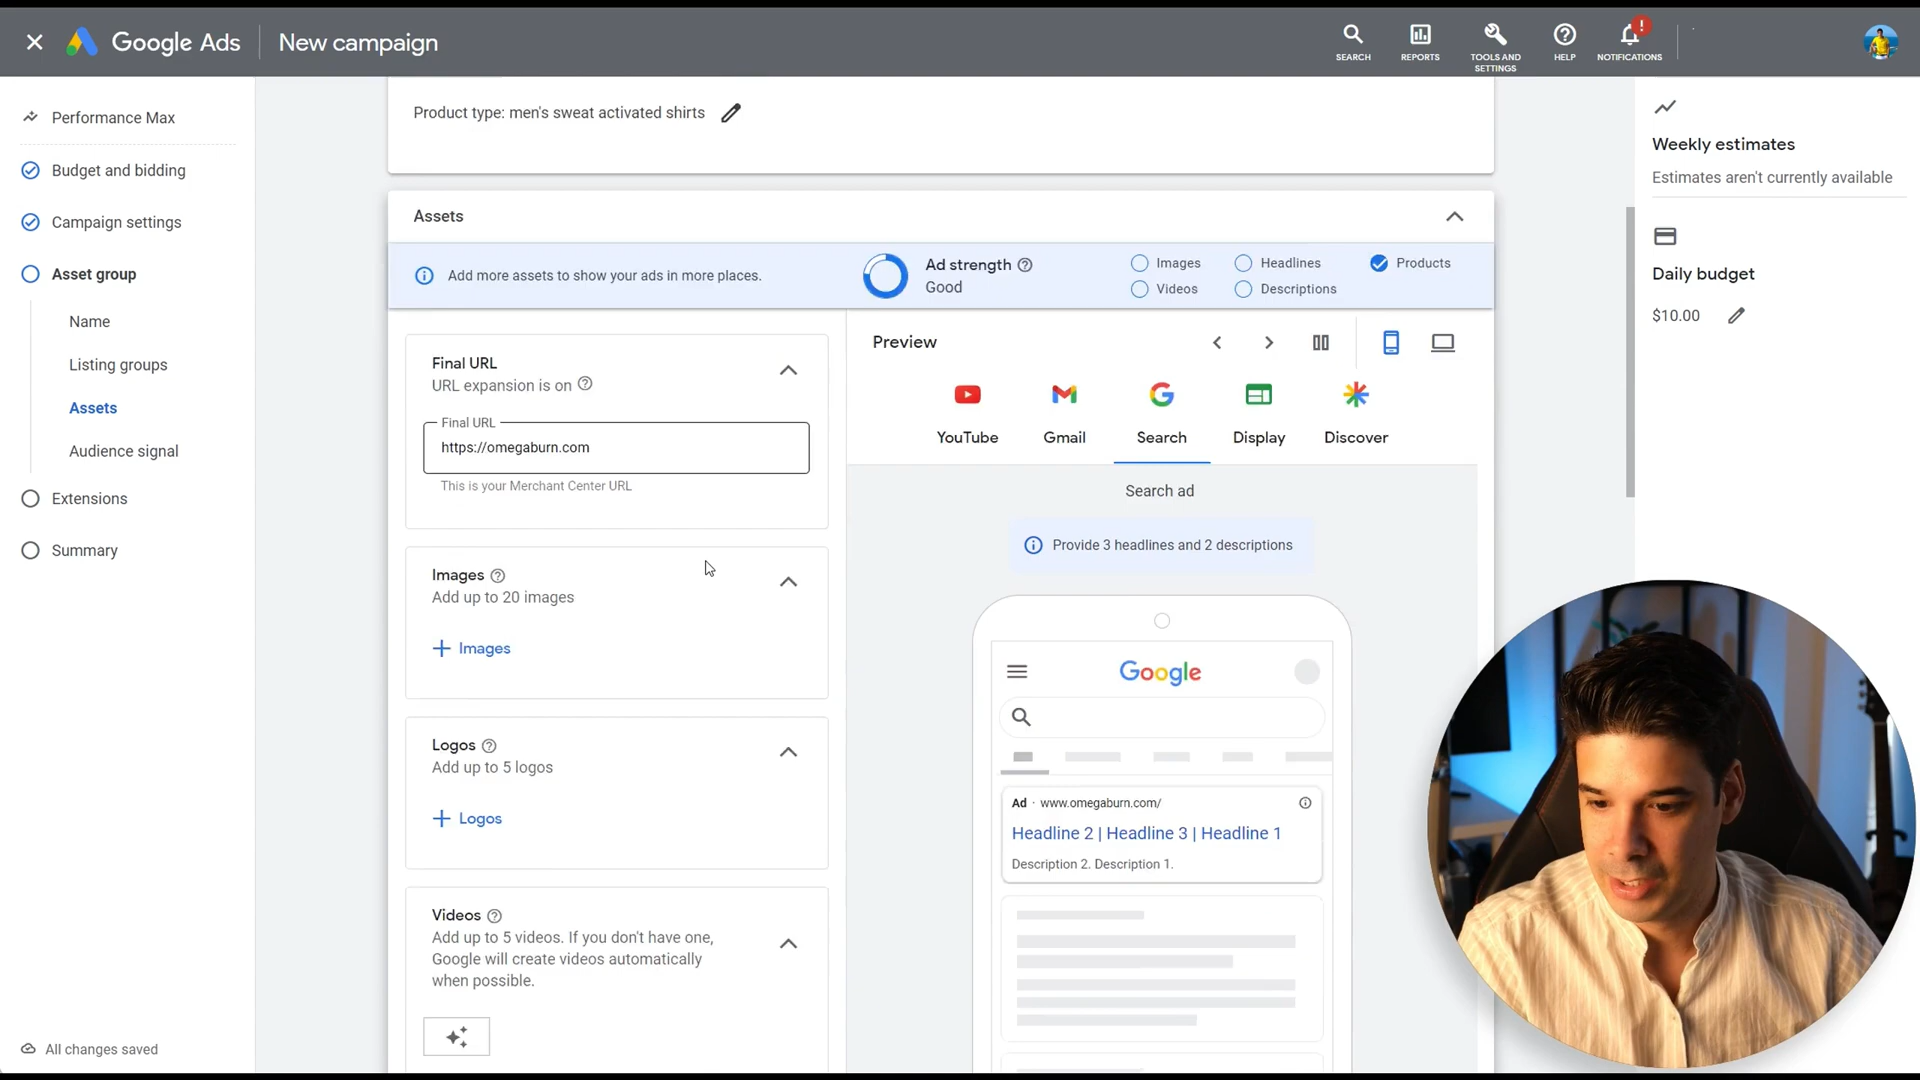 Google Ads
New campaign
SEARCH
REPORTS
TOOLS AND
SETTINGS
HELP
!
NOTIFICATIONS
Performance Max
Budget and bidding
Campaign settings
Asset group
Name
Listing groups
Assets
Audience signal
Extensions
Summary
All changes saved
Product type: men's sweat activated shirts
Assets
Add more assets to show your ads in more places.
Ad strength
Good
Images
Headlines
Products
Videos
Descriptions
Final URL
URL expansion is on
Final URL
https://omegaburn.com
This is your Merchant Center URL
Images
Add up to 20 images
+ Images
Logos
Add up to 5 logos
+ Logos
Videos
Add up to 5 videos. If you don't have one,
Google will create videos automatically
when possible.
Preview
YouTube
Gmail
Search
Display
Discover
Search ad
Provide 3 headlines and 2 descriptions
Google
Ad · www.omegaburn.com/
Headline 2 | Headline 3 | Headline 1
Description 2. Description 1.
Weekly estimates
Estimates aren't currently available
Daily budget
$10.00